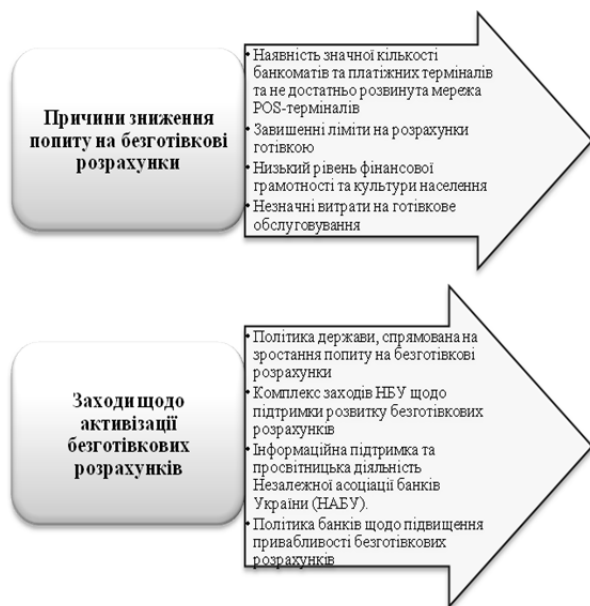 Причини зниження
попиту на безготівкові
розрахунки
• Наявність значної кількості
банкоматів та платіжних терміналів
та не достатньо розвинута мережа
POS-терміналів
• Завишенні ліміти на розрахунки
готівкою
• Низький рівень фінансової
грамотності та культури населення
• Незначні витрати на готівкове
обслуговування
Заходи щодо
активізації
безготівкових
розрахунків
• Політика держави, спрямована на
зростання попиту на безготівкові
розрахунки
• Комплекс заходів НБУ щодо
підтримки розвитку безготівкових
розрахунків
• Інформаційна підтримка та
просвітницька діяльність
Незалежної асоціації банків
України (НАБУ).
• Політика банків щодо підвищення
привабливості безготівкових
розрахунків